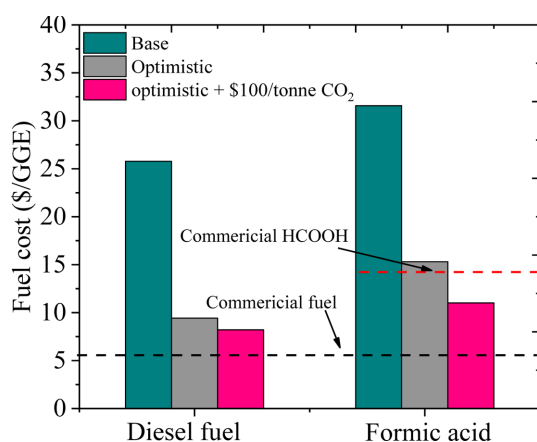 Base
Optimistic
optimistic + $100/tonne CO₂
Commericial HCOOH
Commericial fuel
Fuel cost ($/GGE)
40
35
30
25
20
15
10
5
0
Diesel fuel
Formic acid